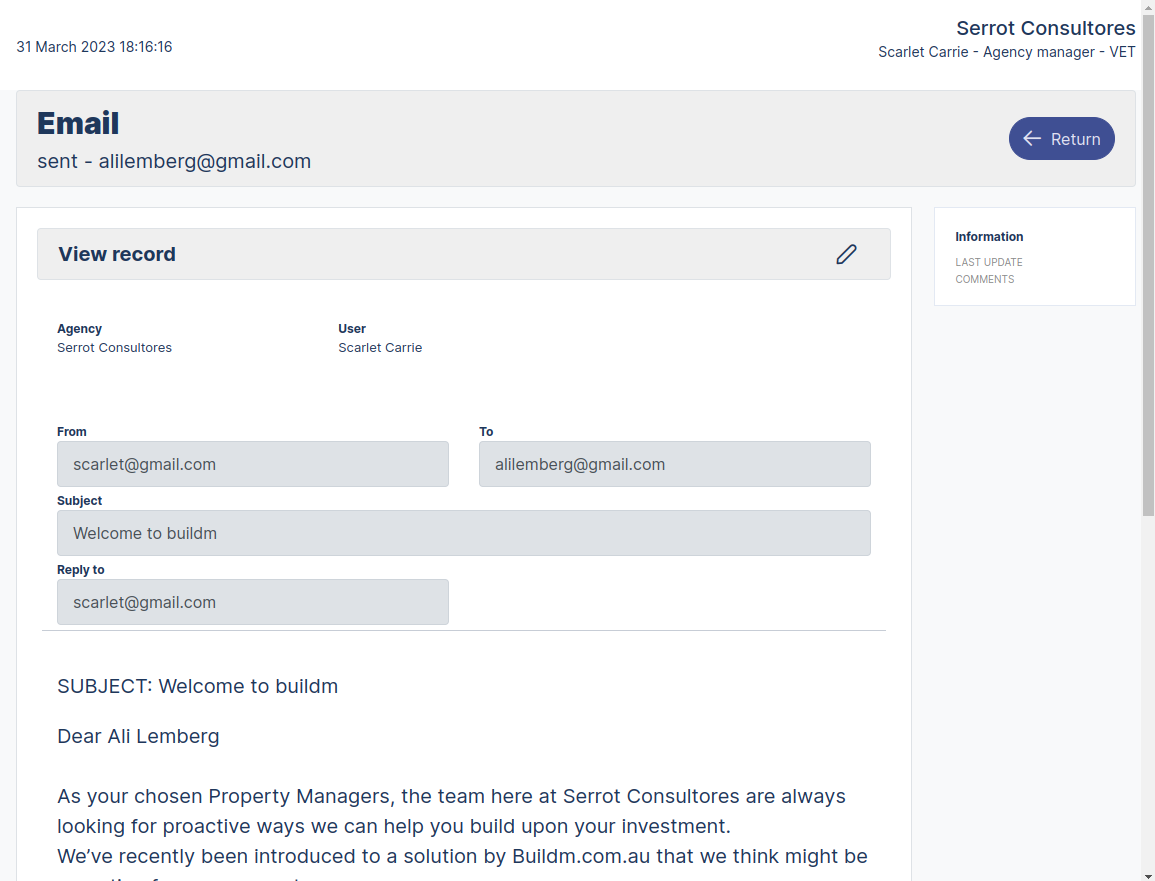 Serrot Consultores
31 March 2023 18:16:16
Scarlet Carrie - Agency manager - VET
Email
sent - alilemberg@gmail.com
Return
View record
Information
LAST UPDATE
COMMENTS
Agency
User
Serrot Consultores
Scarlet Carrie
From
To
scarlet@gmail.com
alilemberg@gmail.com
Subject
Welcome to buildm
Reply to
scarlet@gmail.com
SUBJECT: Welcome to buildm
Dear Ali Lemberg
As your chosen Property Managers, the team here at Serrot Consultores are always
looking for proactive ways we can help you build upon your investment.
We’ve recently been introduced to a solution by Buildm.com.au that we think might be